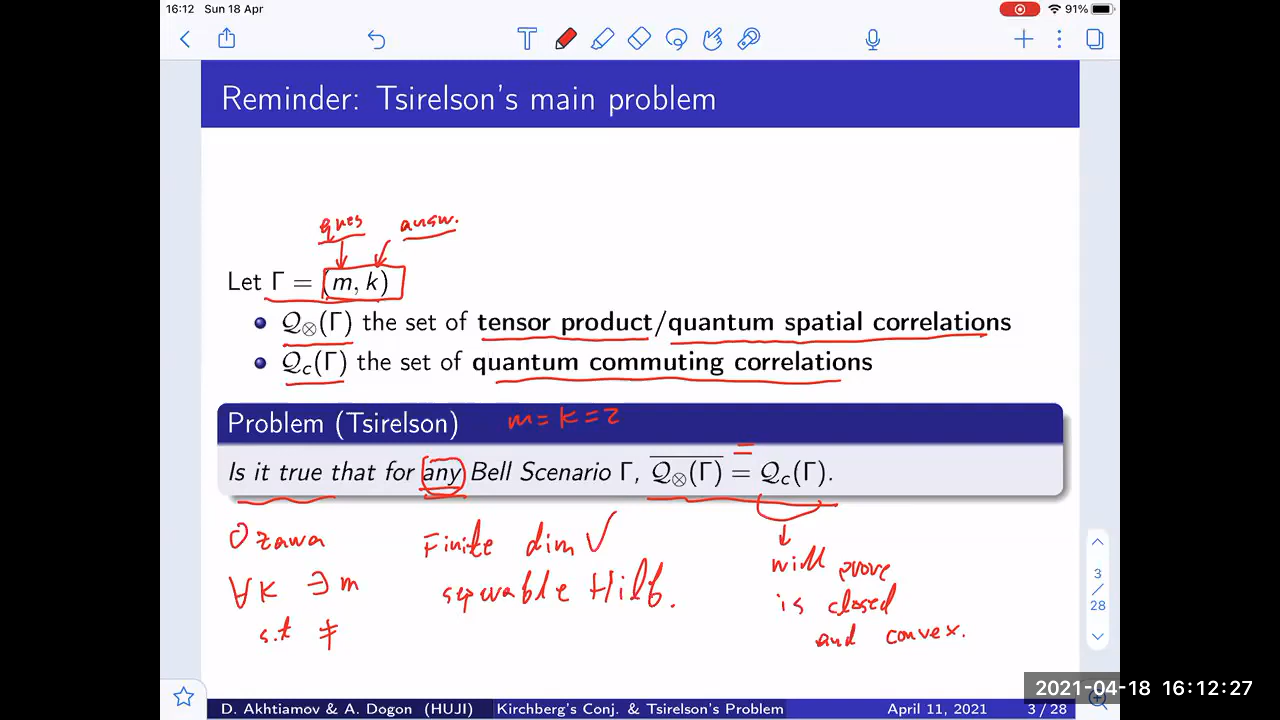 16:12 Sun 18 Apr 91%
Reminder: Tsirelson's main problem
ques answ.
Let Γ = (m, k)
Q⊗(Γ) the set of tensor product/quantum spatial correlations
Qc(Γ) the set of quantum commuting correlations
Problem (Tsirelson) m = k = 2
=
Is it true that for any Bell Scenario Γ, \overline{Q⊗(Γ)} = Qc(Γ).
Ozawa Finite dim √
will prove
∀k ∃m separable Hilb.
is closed
s.t ≠
and convex.
3
/
28
2021-04-18 16:12:27
D. Akhtiamov & A. Dogon (HUJI) Kirchberg's Conj. & Tsirelson's Problem April 11, 2021 3 / 28